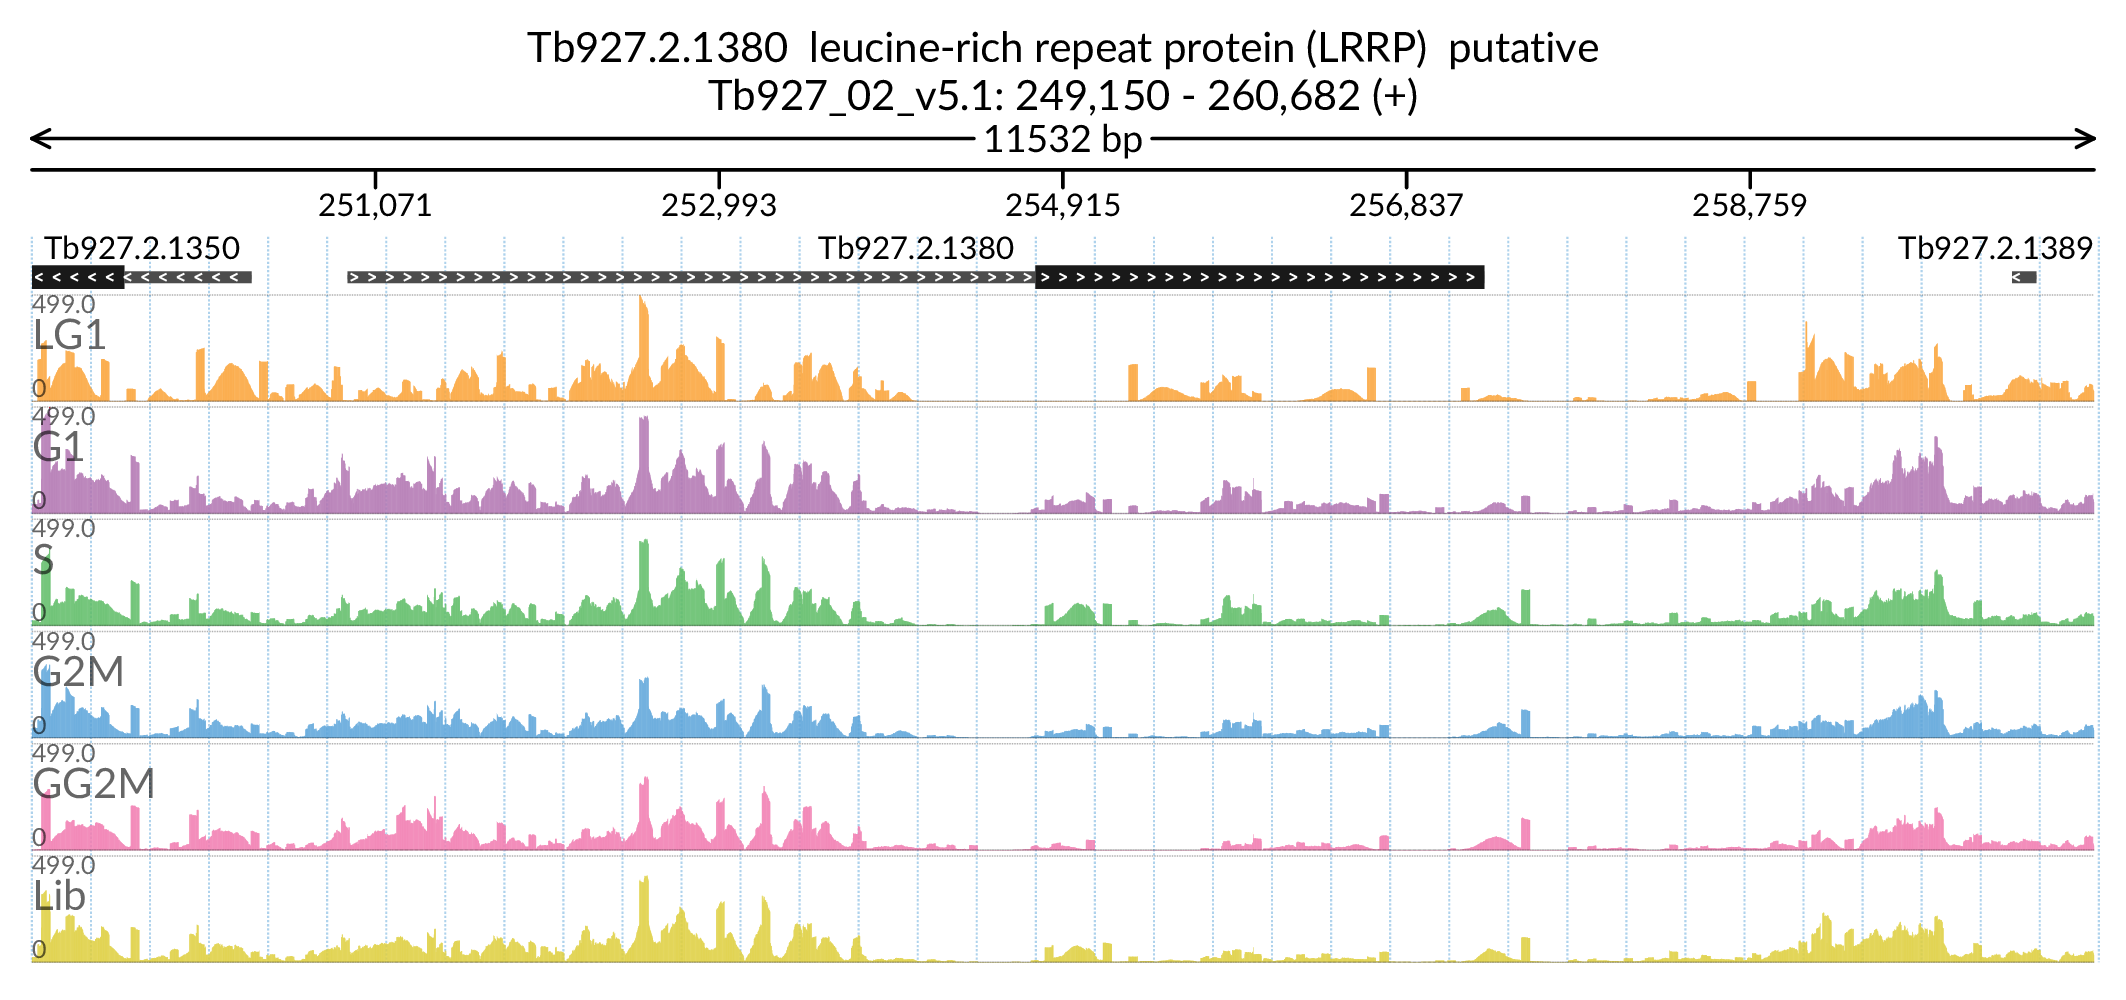 Tb927.2.1380  leucine-rich repeat protein (LRRP)  putative
Tb927_02_v5.1: 249,150 - 260,682 (+)
11532 bp
251,071 252,993 254,915 256,837 258,759
Tb927.2.1350 Tb927.2.1380 Tb927.2.1389
499.0
LG1
0
499.0
G1
0
499.0
S
0
499.0
G2M
0
499.0
GG2M
0
499.0
Lib
0